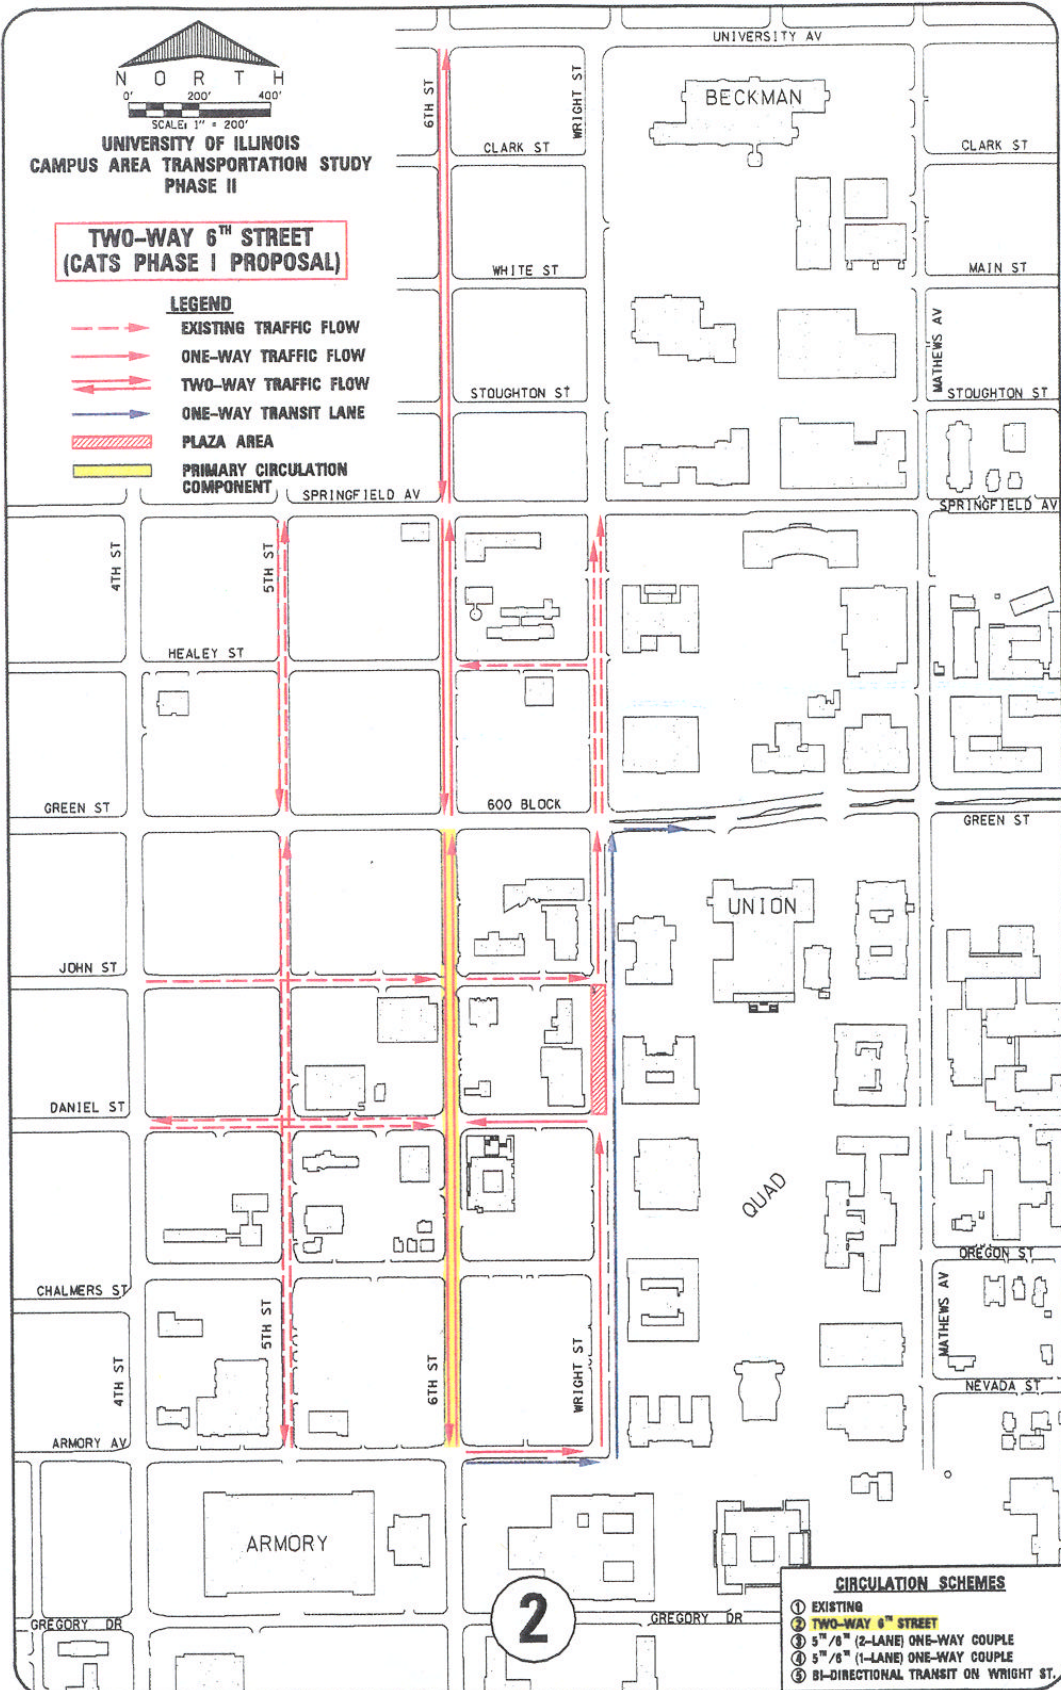 UNIVERSITY AV
N O R T H
0' 200' 400'
SCALE: 1" = 200'
UNIVERSITY OF ILLINOIS
CAMPUS AREA TRANSPORTATION STUDY
PHASE II
TWO-WAY 6TH STREET
(CATS PHASE I PROPOSAL)
LEGEND
EXISTING TRAFFIC FLOW
ONE-WAY TRAFFIC FLOW
TWO-WAY TRAFFIC FLOW
ONE-WAY TRANSIT LANE
PLAZA AREA
PRIMARY CIRCULATION
COMPONENT
6TH ST
WRIGHT ST
BECKMAN
CLARK ST
CLARK ST
WHITE ST
MAIN ST
MATHEWS AV
STOUGHTON ST
STOUGHTON ST
SPRINGFIELD AV
SPRINGFIELD AV
4TH ST
5TH ST
HEALEY ST
GREEN ST
600 BLOCK
GREEN ST
UNION
JOHN ST
DANIEL ST
QUAD
OREGON ST
CHALMERS ST
5TH ST
MATHEWS AV
4TH ST
6TH ST
WRIGHT ST
NEVADA ST
ARMORY AV
ARMORY
GREGORY DR
2
GREGORY DR
CIRCULATION SCHEMES
① EXISTING
② TWO-WAY 6TH STREET
③ 5TH/6TH (2-LANE) ONE-WAY COUPLE
④ 5TH/6TH (1-LANE) ONE-WAY COUPLE
⑤ BI-DIRECTIONAL TRANSIT ON WRIGHT ST.